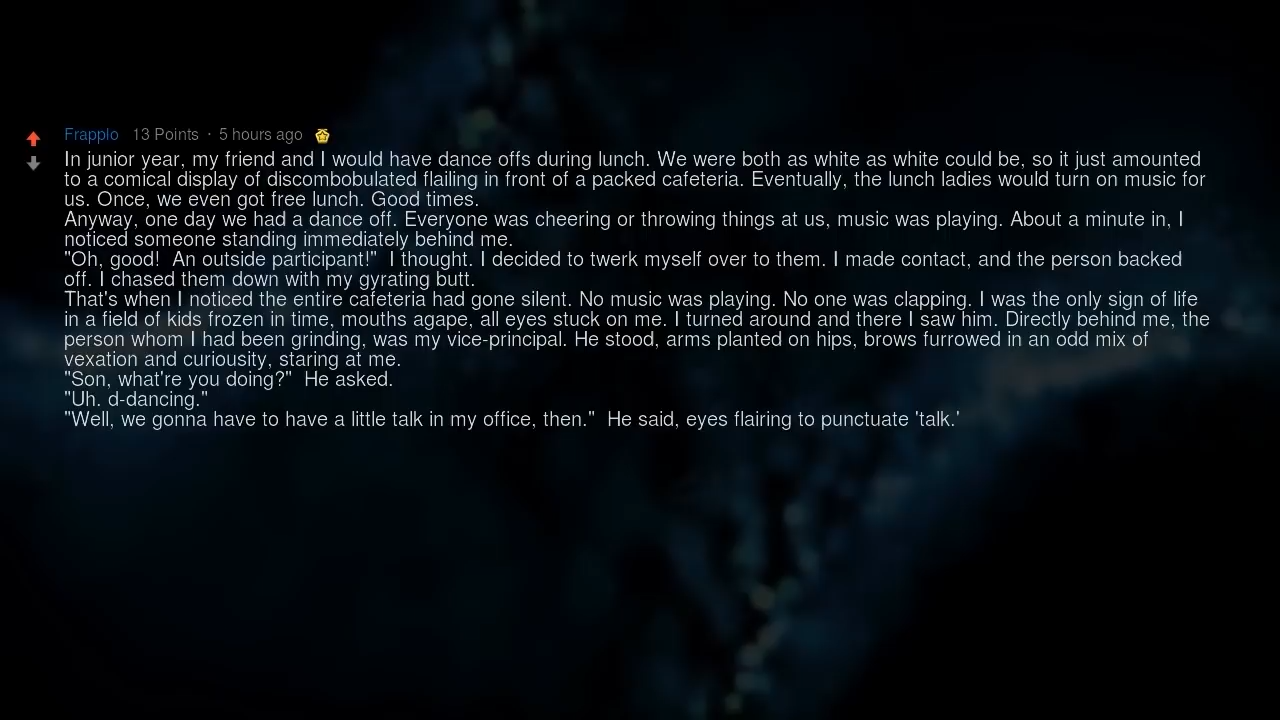 Frapplo 13 Points · 5 hours ago
In junior year, my friend and I would have dance offs during lunch. We were both as white as white could be, so it just amounted
to a comical display of discombobulated flailing in front of a packed cafeteria. Eventually, the lunch ladies would turn on music for
us. Once, we even got free lunch. Good times.
Anyway, one day we had a dance off. Everyone was cheering or throwing things at us, music was playing. About a minute in, I
noticed someone standing immediately behind me.
"Oh, good!  An outside participant!"  I thought. I decided to twerk myself over to them. I made contact, and the person backed
off. I chased them down with my gyrating butt.
That's when I noticed the entire cafeteria had gone silent. No music was playing. No one was clapping. I was the only sign of life
in a field of kids frozen in time, mouths agape, all eyes stuck on me. I turned around and there I saw him. Directly behind me, the
person whom I had been grinding, was my vice-principal. He stood, arms planted on hips, brows furrowed in an odd mix of
vexation and curiousity, staring at me.
"Son, what're you doing?"  He asked.
"Uh. d-dancing."
"Well, we gonna have to have a little talk in my office, then."  He said, eyes flairing to punctuate 'talk.'